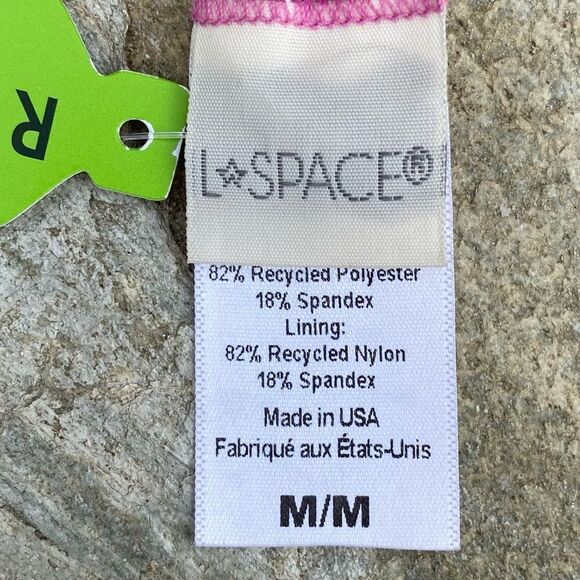 R
L☆SPACE®
82% Recycled Polyester
18% Spandex
Lining:
82% Recycled Nylon
18% Spandex
Made in USA
Fabriqué aux États-Unis
M/M